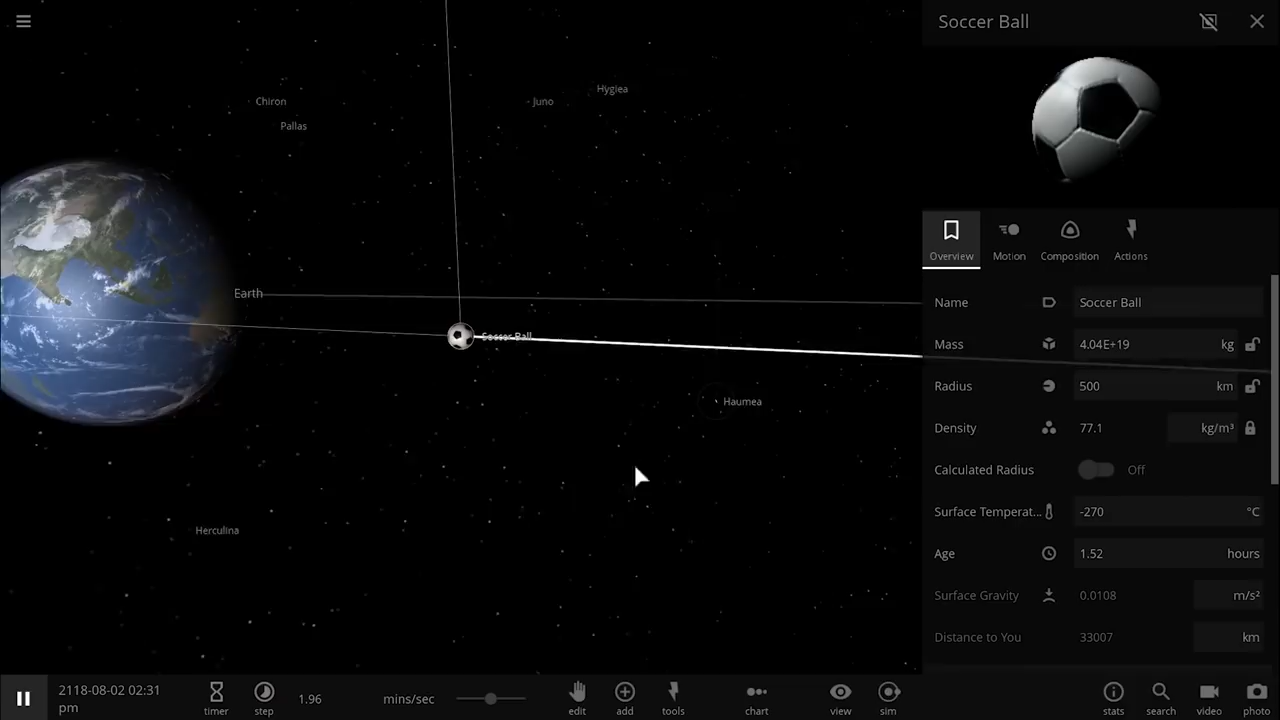 Soccer Ball
Chiron
Pallas
Juno
Hygiea
Earth
Soccer Ball
Haumea
Herculina
Overview
Motion
Composition
Actions
Name Soccer Ball
Mass 4.04E+19 kg
Radius 500 km
Density 77.1 kg/m³
Calculated Radius Off
Surface Temperat... -270 °C
Age 1.52 hours
Surface Gravity 0.0108 m/s²
Distance to You 33007 km
2118-08-02 02:31
pm
timer
step
1.96 mins/sec
edit
add
tools
chart
view
sim
stats
search
video
photo